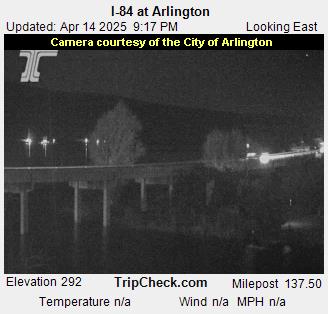 I-84 at Arlington
Updated: Apr 14 2025 9:17 PM Looking East
Camera courtesy of the City of Arlington
Elevation 292 TripCheck.com Milepost 137.50
Temperature n/a Wind n/a MPH n/a